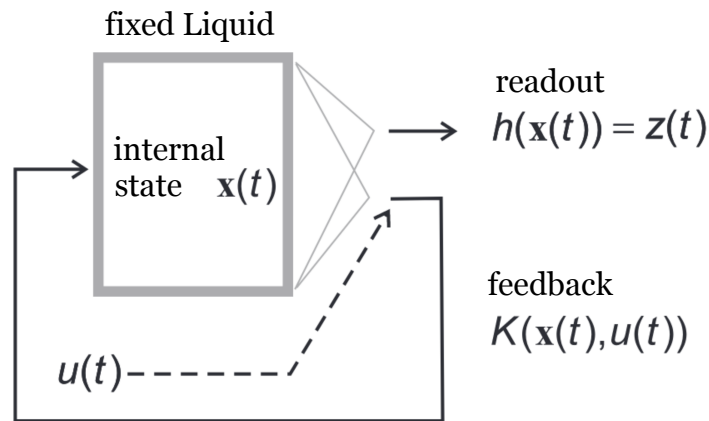 fixed Liquid
readout
h(x(t)) = z(t)
internal
state x(t)
feedback
K(x(t),u(t))
u(t)